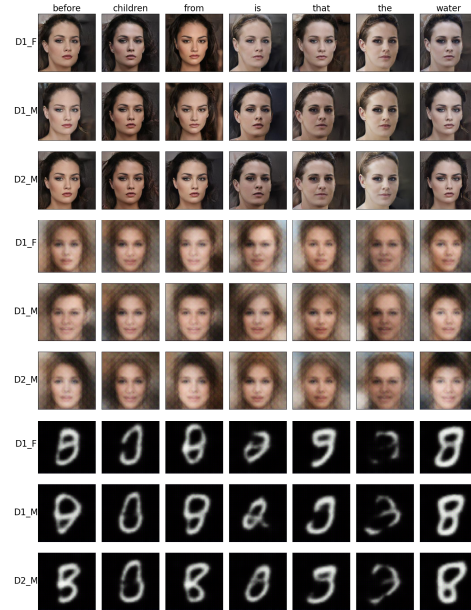 before children from is that the water
D1_F
D1_M
D2_M
D1_F
D1_M
D2_M
D1_F
D1_M
D2_M